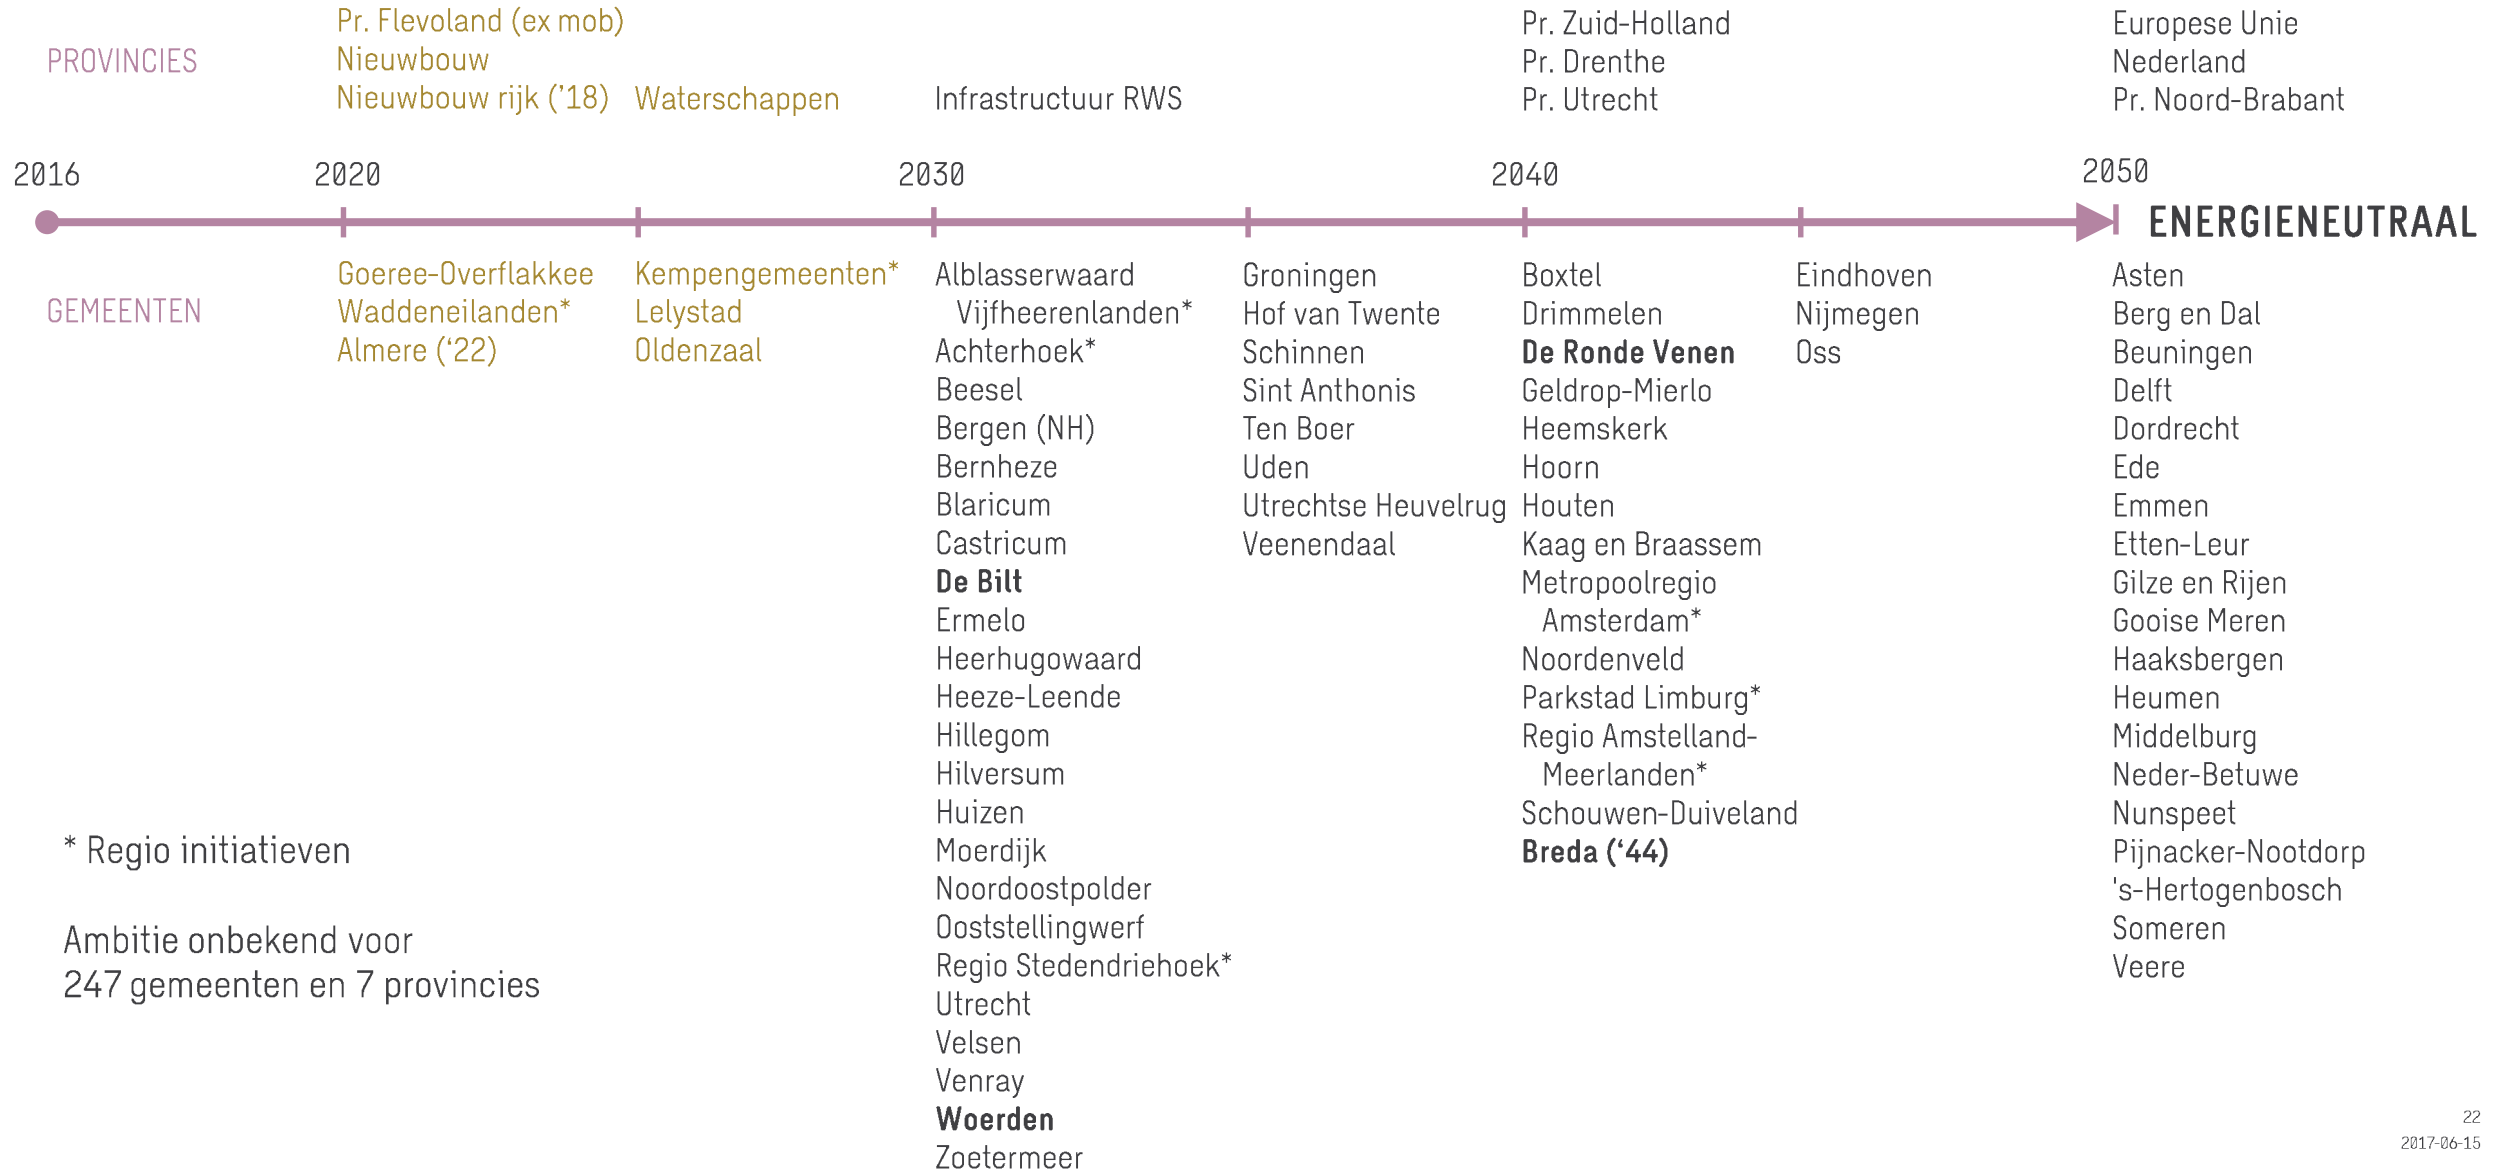 PROVINCIES
Pr. Flevoland (ex mob)
Nieuwbouw
Nieuwbouw rijk (’18)
Waterschappen
Infrastructuur RWS
Pr. Zuid-Holland
Pr. Drenthe
Pr. Utrecht
Europese Unie
Nederland
Pr. Noord-Brabant
2016
2020
2030
2040
2050
ENERGIENEUTRAAL
GEMEENTEN
Goeree-Overflakkee
Waddeneilanden*
Almere (‘22)
Kempengemeenten*
Lelystad
Oldenzaal
Alblasserwaard
Vijfheerenlanden*
Achterhoek*
Beesel
Bergen (NH)
Bernheze
Blaricum
Castricum
De Bilt
Ermelo
Heerhugowaard
Heeze-Leende
Hillegom
Hilversum
Huizen
Moerdijk
Noordoostpolder
Ooststellingwerf
Regio Stedendriehoek*
Utrecht
Velsen
Venray
Woerden
Zoetermeer
Groningen
Hof van Twente
Schinnen
Sint Anthonis
Ten Boer
Uden
Utrechtse Heuvelrug
Veenendaal
Boxtel
Drimmelen
De Ronde Venen
Geldrop-Mierlo
Heemskerk
Hoorn
Houten
Kaag en Braassem
Metropoolregio
Amsterdam*
Noordenveld
Parkstad Limburg*
Regio Amstelland-
Meerlanden*
Schouwen-Duiveland
Breda (‘44)
Eindhoven
Nijmegen
Oss
Asten
Berg en Dal
Beuningen
Delft
Dordrecht
Ede
Emmen
Etten-Leur
Gilze en Rijen
Gooise Meren
Haaksbergen
Heumen
Middelburg
Neder-Betuwe
Nunspeet
Pijnacker-Nootdorp
's-Hertogenbosch
Someren
Veere
* Regio initiatieven
Ambitie onbekend voor
247 gemeenten en 7 provincies
22
2017-06-15